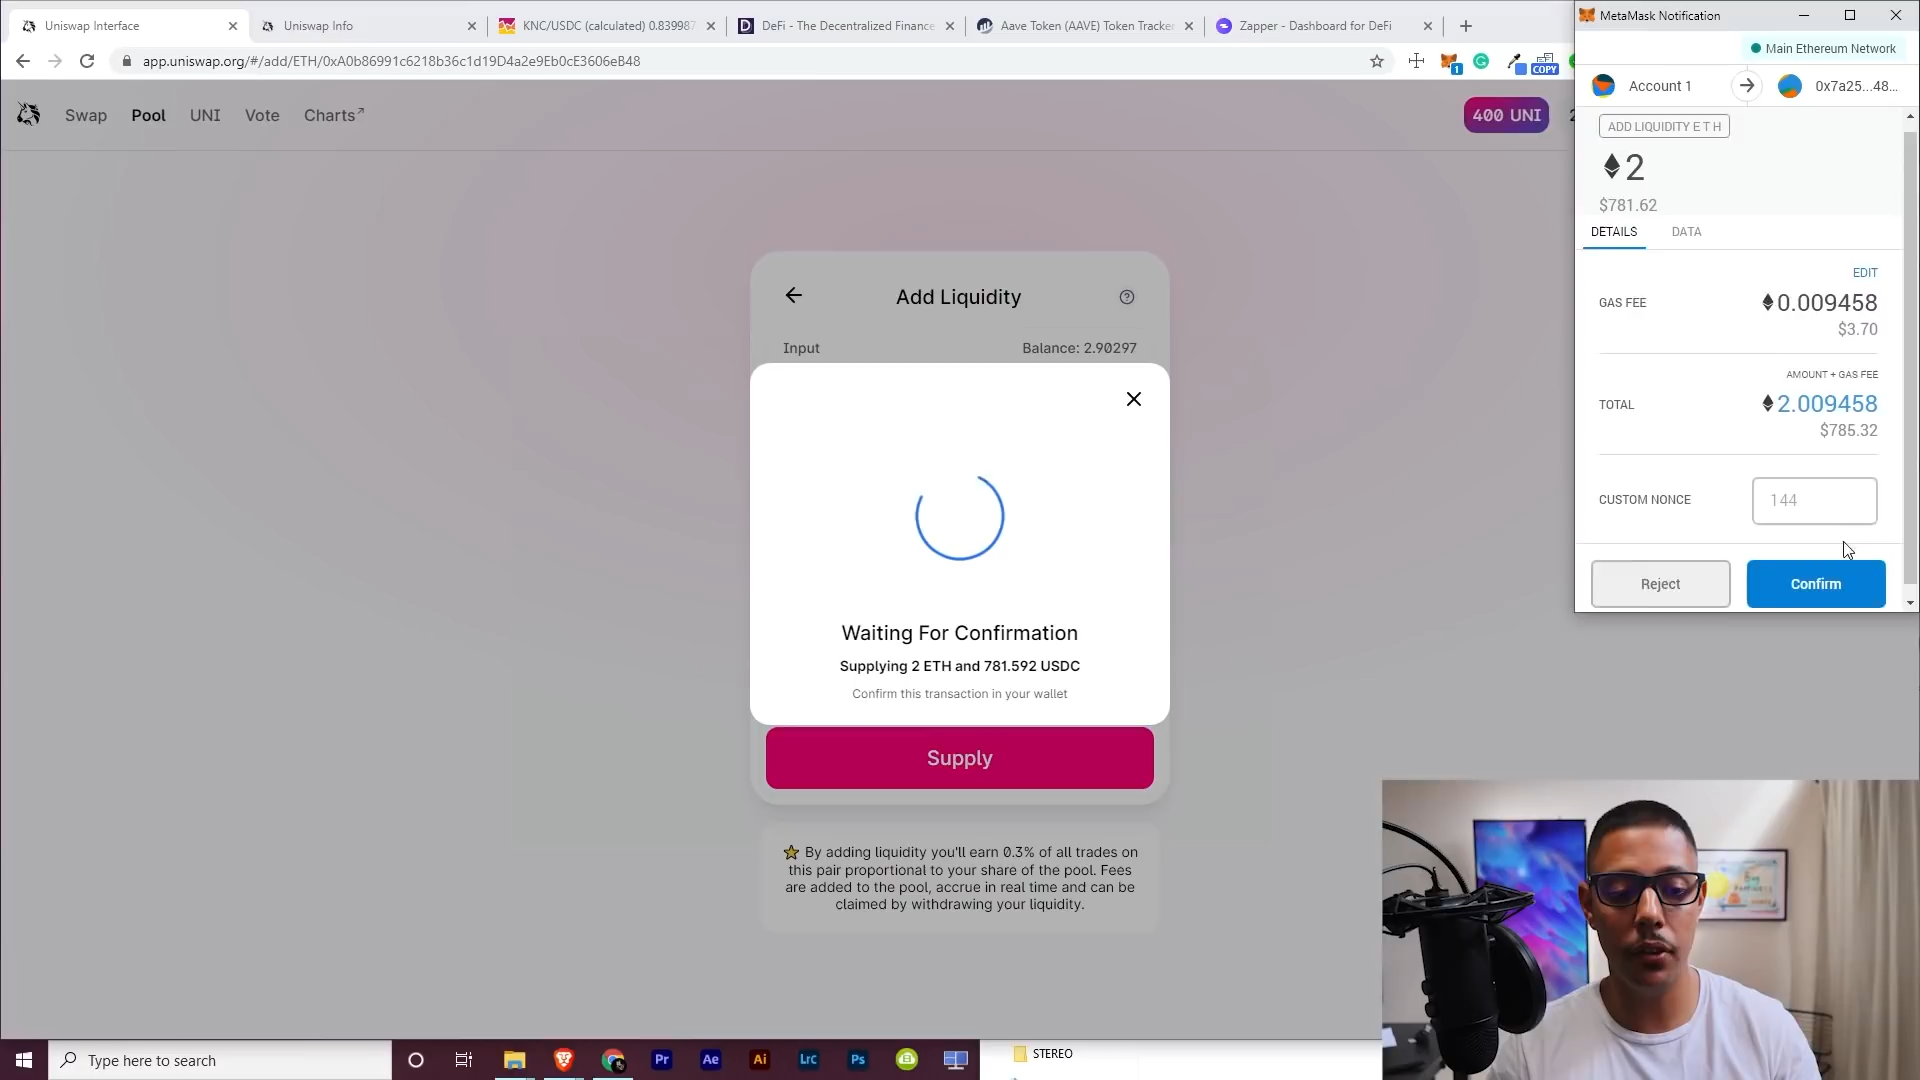 Uniswap Interface
Uniswap Info
KNC/USDC (calculated) 0.839987
DeFi - The Decentralized Finance
Aave Token (AAVE) Token Tracker
Zapper - Dashboard for DeFi
app.uniswap.org/#/add/ETH/0xA0b86991c6218b36c1d19D4a2e9Eb0cE3606eB48
1
COPY
Swap
Pool
UNI
Vote
Charts
400 UNI
Add Liquidity
Input
Balance: 2.90297
Waiting For Confirmation
Supplying 2 ETH and 781.592 USDC
Confirm this transaction in your wallet
Supply
By adding liquidity you'll earn 0.3% of all trades on
this pair proportional to your share of the pool. Fees
are added to the pool, accrue in real time and can be
claimed by withdrawing your liquidity.
MetaMask Notification
Main Ethereum Network
Account 1
0x7a25...48...
ADD LIQUIDITY E T H
2
$781.62
DETAILS
DATA
EDIT
GAS FEE
0.009458
$3.70
AMOUNT + GAS FEE
TOTAL
2.009458
$785.32
CUSTOM NONCE
144
Reject
Confirm
Type here to search
Pr
Ae
Ai
Lrc
Ps
STEREO